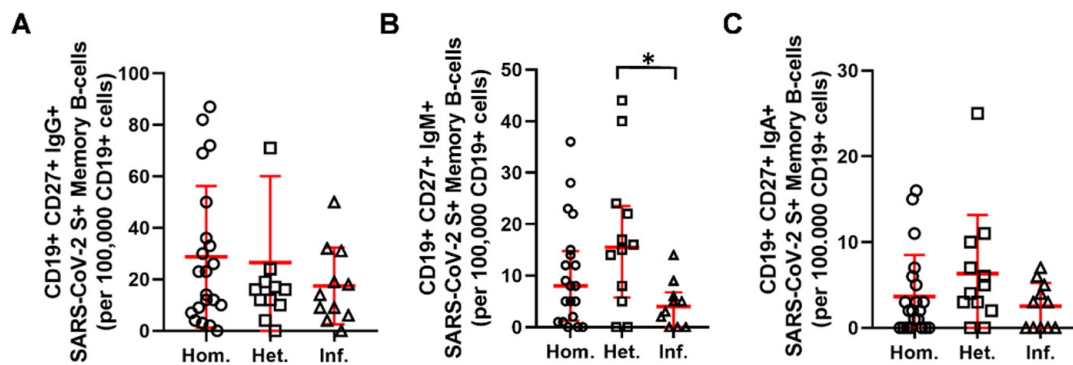 A
CD19+ CD27+ IgG+
SARS-CoV-2 S+ Memory B-cells
(per 100,000 CD19+ cells)
100
80
60
40
20
0
Hom. Het. Inf.
B
CD19+ CD27+ IgM+
SARS-CoV-2 S+ Memory B-cells
(per 100,000 CD19+ cells)
50
40
30
20
10
0
*
Hom. Het. Inf.
C
CD19+ CD27+ IgA+
SARS-CoV-2 S+ Memory B-cells
(per 100.000 CD19+ cells)
30
20
10
0
Hom. Het. Inf.